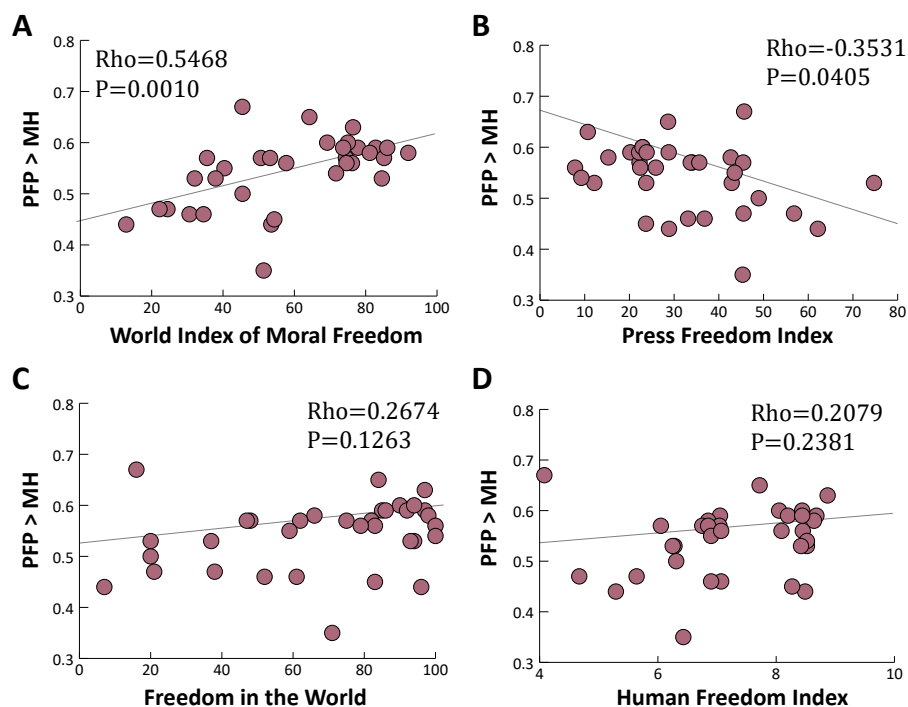 A
Rho=0.5468
P=0.0010
PFP > MH
0.8
0.7
0.6
0.5
0.4
0.3
0 20 40 60 80 100
World Index of Moral Freedom
B
Rho=-0.3531
P=0.0405
PFP > MH
0.8
0.7
0.6
0.5
0.4
0.3
0 10 20 30 40 50 60 70 80
Press Freedom Index
C
Rho=0.2674
P=0.1263
PFP > MH
0.8
0.7
0.6
0.5
0.4
0.3
0 20 40 60 80 100
Freedom in the World
D
Rho=0.2079
P=0.2381
PFP > MH
0.8
0.7
0.6
0.5
0.4
0.3
4 6 8 10
Human Freedom Index